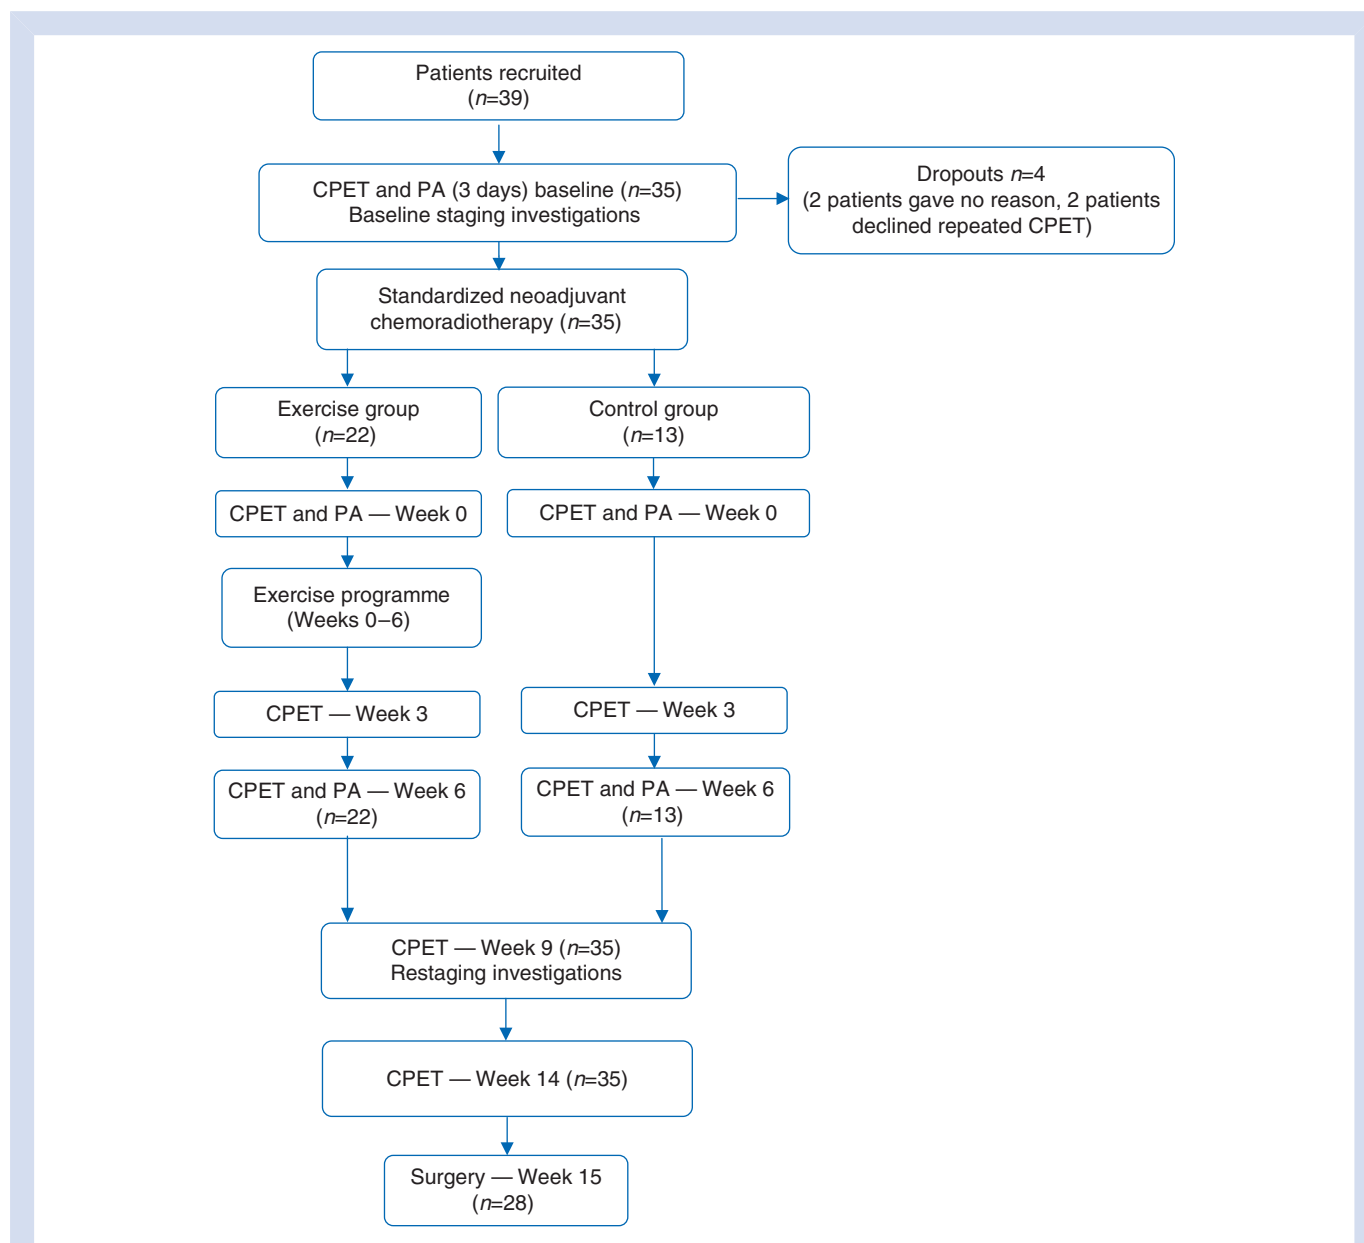 Patients recruited
(n=39)
CPET and PA (3 days) baseline (n=35)
Baseline staging investigations
Dropouts n=4
(2 patients gave no reason, 2 patients
declined repeated CPET)
Standardized neoadjuvant
chemoradiotherapy (n=35)
Exercise group
(n=22)
Control group
(n=13)
CPET and PA — Week 0
CPET and PA — Week 0
Exercise programme
(Weeks 0–6)
CPET — Week 3
CPET — Week 3
CPET and PA — Week 6
(n=22)
CPET and PA — Week 6
(n=13)
CPET — Week 9 (n=35)
Restaging investigations
CPET — Week 14 (n=35)
Surgery — Week 15
(n=28)